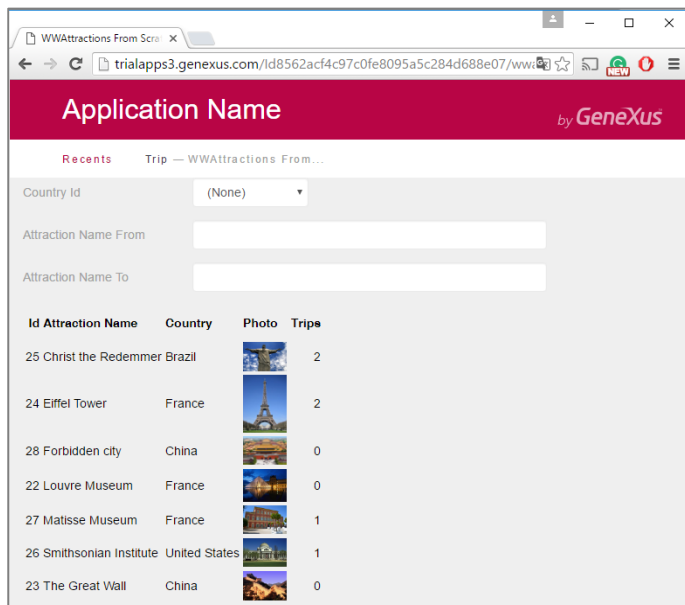 WWAttractions From Scra
trialapps3.genexus.com/Id8562acf4c97c0fe8095a5c284d688e07/wwa
NEW
Application Name
by GeneXus
Recents Trip — WWAttractions From...
Country Id (None)
Attraction Name From
Attraction Name To
Id Attraction Name Country Photo Trips
25 Christ the Redemmer Brazil 2
24 Eiffel Tower France 2
28 Forbidden city China 0
22 Louvre Museum France 0
27 Matisse Museum France 1
26 Smithsonian Institute United States 1
23 The Great Wall China 0